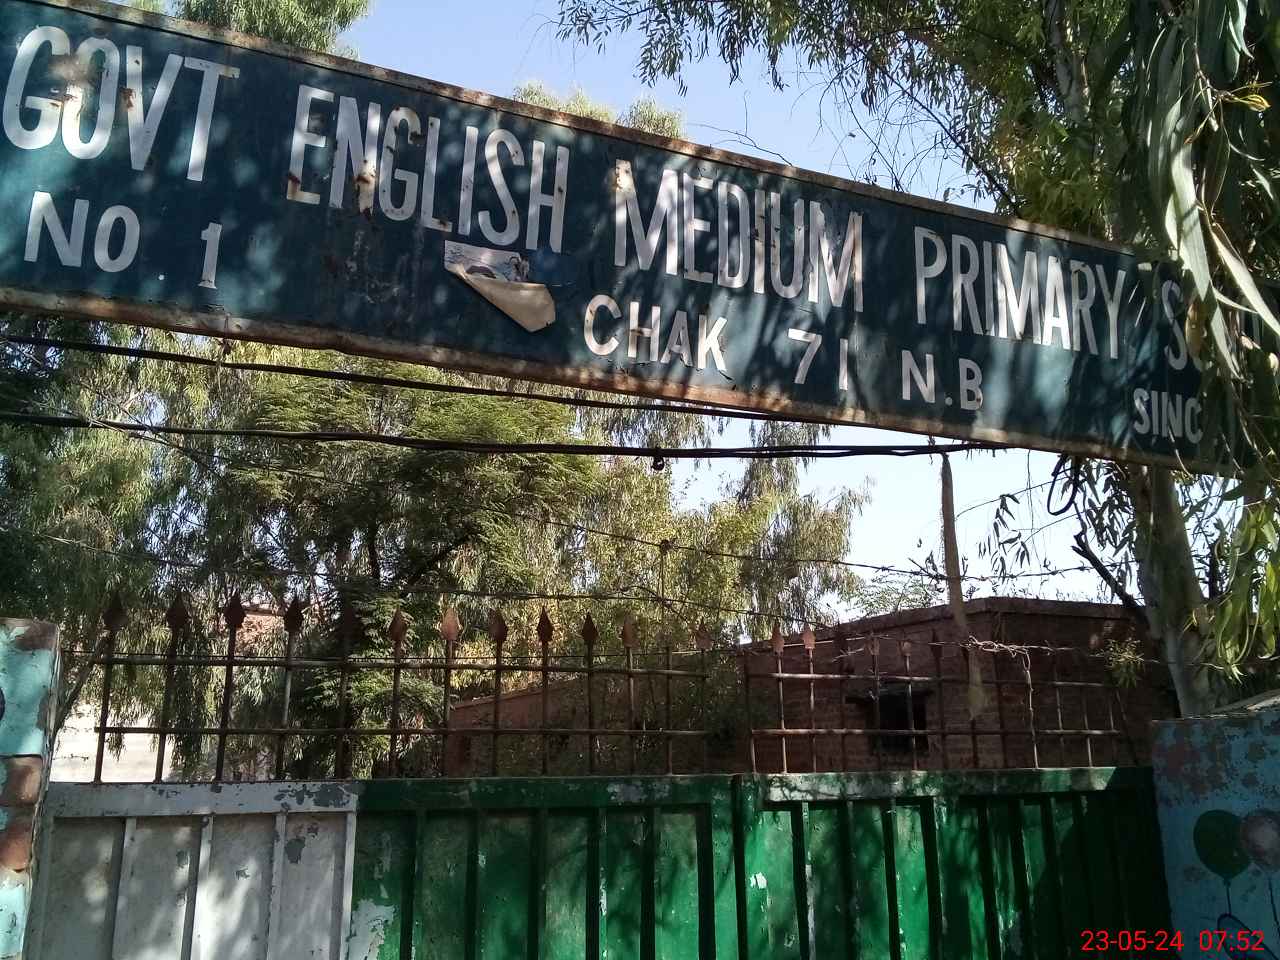 GOVT ENGLISH MEDIUM PRIMARY
NO. 1 CHAK 71 N.B
23-05-24 07:52